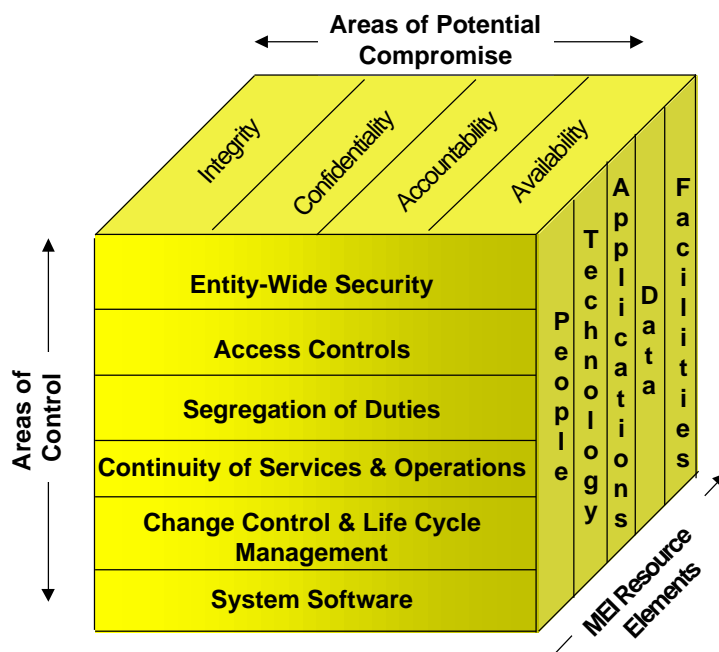 Areas of Potential
Compromise
Integrity
Confidentiality
Accountability
Availability
Areas of
Control
Entity-Wide Security
Access Controls
Segregation of Duties
Continuity of Services & Operations
Change Control & Life Cycle
Management
System Software
People
Technology
Applications
Data
Facilities
MEI Resource
Elements